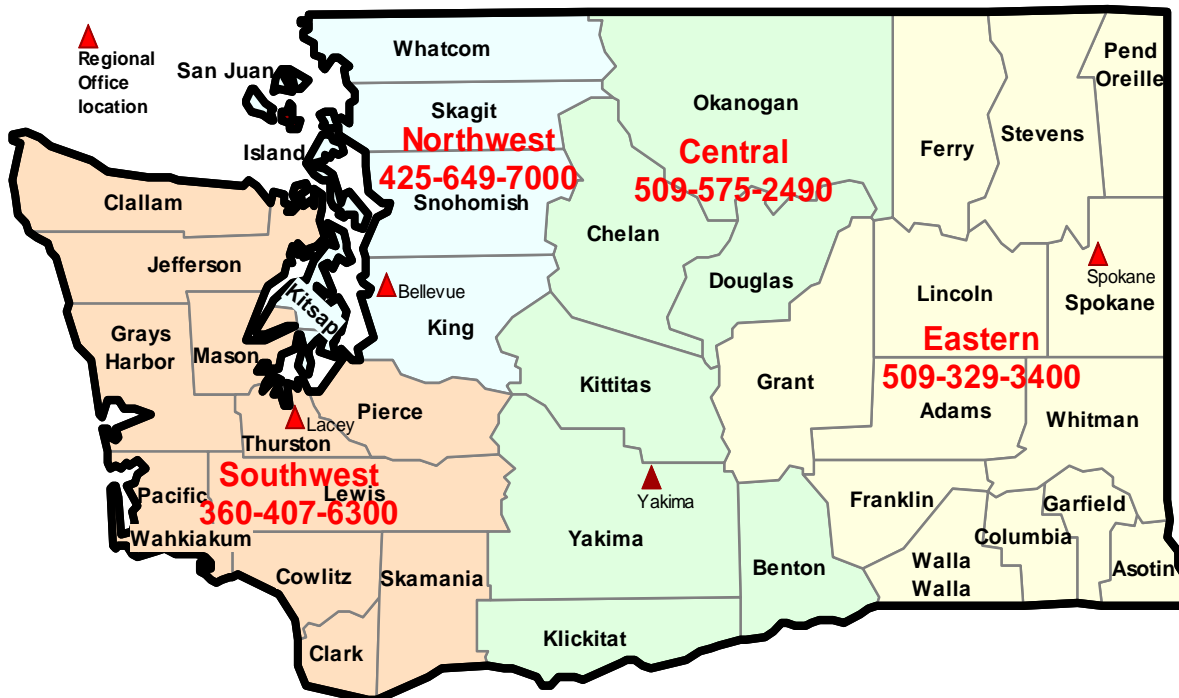 Regional
Office
location
San Juan
Island
Whatcom
Skagit
Northwest
425-649-7000
Snohomish
Bellevue
King
Kitsap
Okanogan
Central
509-575-2490
Chelan
Douglas
Kittitas
Yakima
Yakima
Benton
Klickitat
Pend
Oreille
Stevens
Ferry
Spokane
Spokane
Lincoln
Eastern
509-329-3400
Grant
Adams
Whitman
Franklin
Garfield
Columbia
Walla
Walla
Asotin
Clallam
Jefferson
Grays
Harbor
Mason
Pierce
Lacey
Thurston
Southwest
360-407-6300
Lewis
Pacific
Wahkiakum
Cowlitz
Skamania
Clark